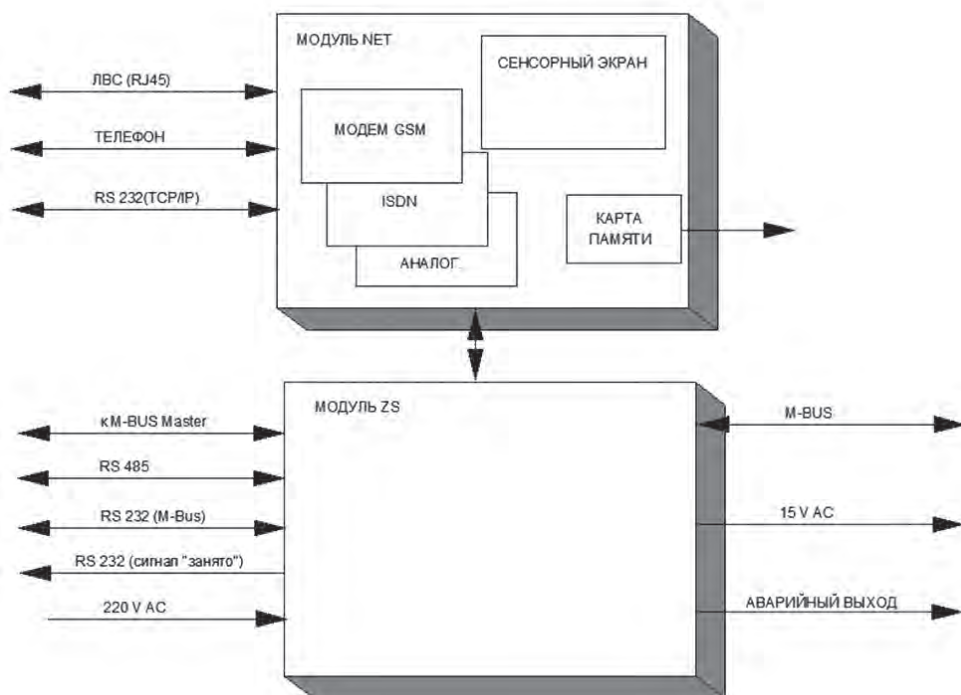 МОДУЛЬ NET
СЕНСОРНЫЙ ЭКРАН
ЛВС (RJ45)
МОДЕМ GSM
ТЕЛЕФОН
RS 232(TCP/IP)
ISDN
КАРТА
ПАМЯТИ
АНАЛОГ
МОДУЛЬ ZS
кM-BUS Master
M-BUS
RS 485
RS 232 (M-Bus)
15 V AC
RS 232 (сигнал "занято")
220 V AC
АВАРИЙНЫЙ ВЫХОД